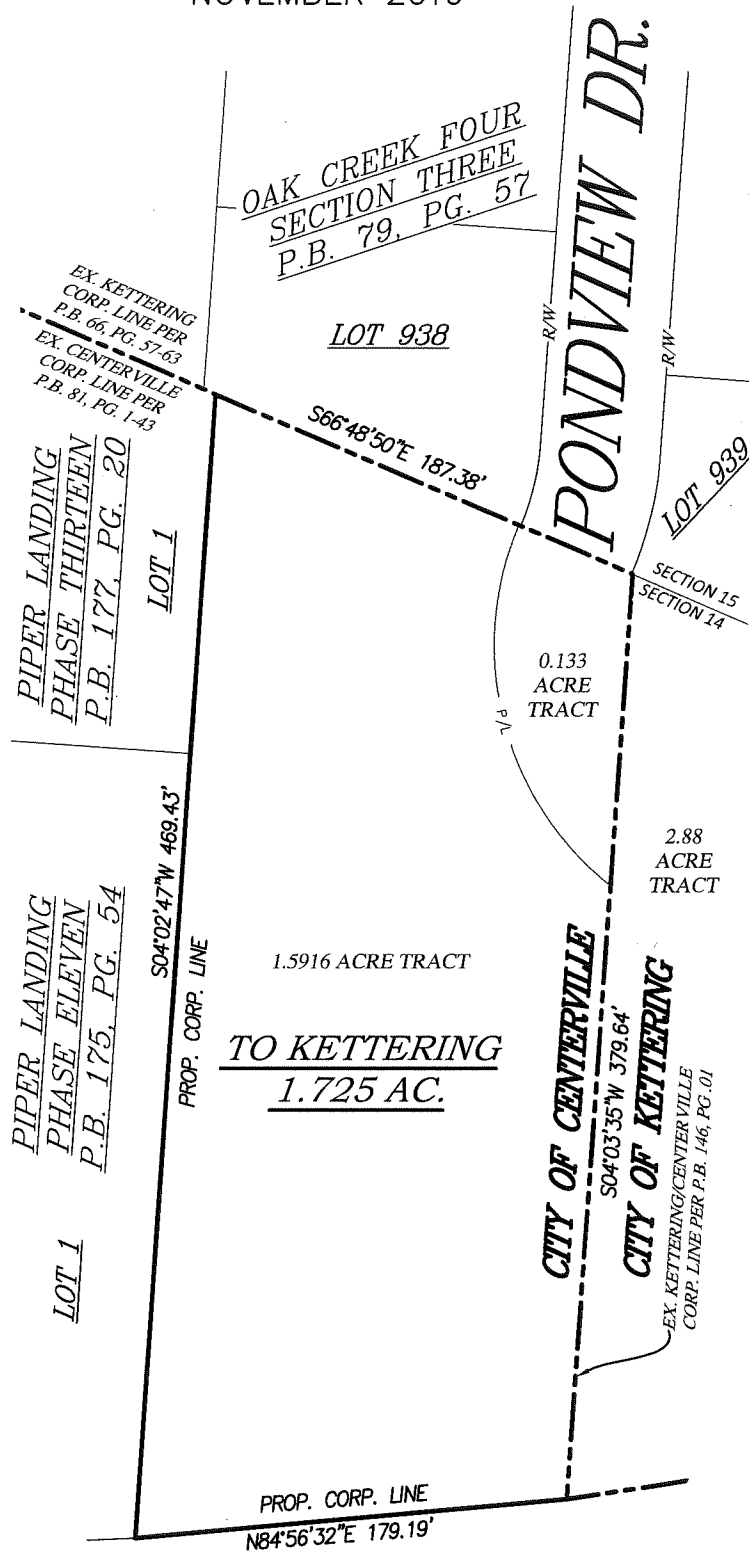 PONDVIEW DR.
OAK CREEK FOUR
SECTION THREE
P.B. 79, PG. 57
R/W
R/W
EX. KETTERING
CORP. LINE PER
P.B. 66, PG. 57-63
EX. CENTERVILLE
CORP. LINE PER
P.B. 81, PG. 1-43
LOT 938
S66°48'50"E 187.38'
LOT 939
SECTION 15
SECTION 14
PIPER LANDING
PHASE THIRTEEN
P.B. 177, PG. 20
LOT 1
0.133
ACRE
TRACT
P/L
S04°02'47"W 469.43'
PROP. CORP. LINE
2.88
ACRE
TRACT
PIPER LANDING
PHASE ELEVEN
P.B. 175, PG. 54
LOT 1
1.5916 ACRE TRACT
TO KETTERING
1.725 AC.
CITY OF CENTERVILLE
S04°03'35"W 379.64'
CITY OF KETTERING
EX. KETTERING/CENTERVILLE
CORP. LINE PER P.B. 146, PG.01
PROP. CORP. LINE
N84°56'32"E 179.19'